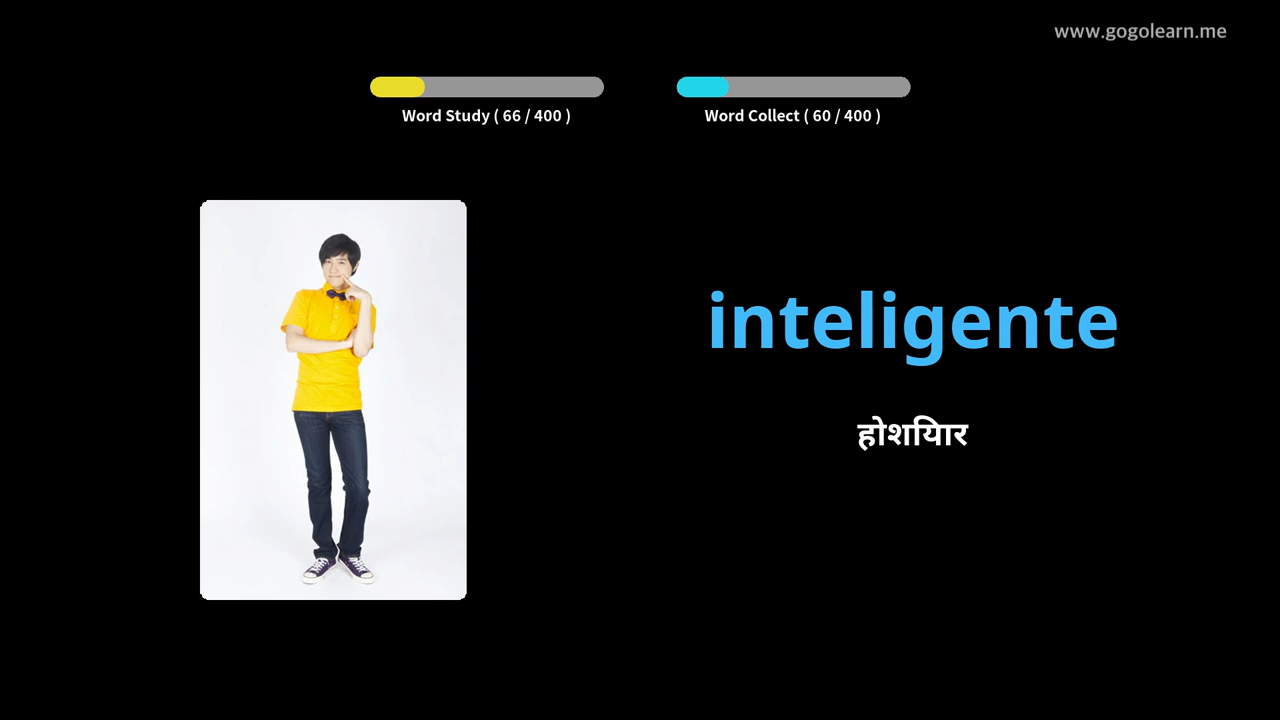 www.gogolearn.me
Word Study ( 66 / 400 )
Word Collect ( 60 / 400 )
inteligente
होशियार